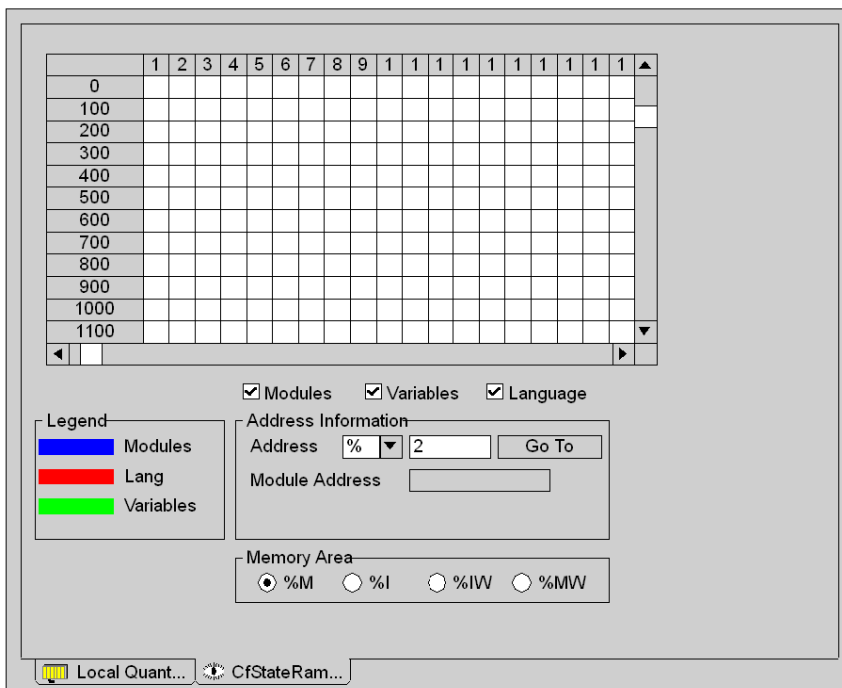 1 2 3 4 5 6 7 8 9 1 1 1 1 1 1 1 1 1 1
0
100
200
300
400
500
600
700
800
900
1000
1100
Modules Variables Language
Legend
Modules
Lang
Variables
Address Information
Address % 2 Go To
Module Address
Memory Area
%M %I %IW %MW
Local Quant... CfStateRam...